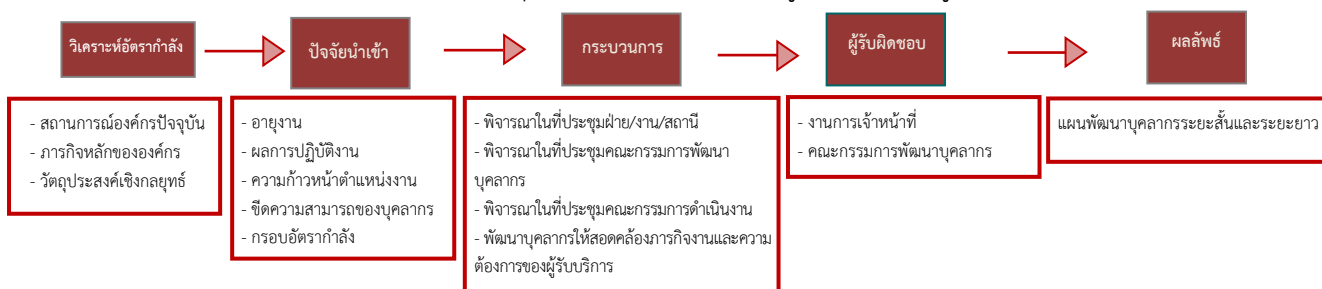 วิเคราะห์อัตรากำลัง
ปัจจัยนำเข้า
กระบวนการ
ผู้รับผิดชอบ
ผลลัพธ์
- สถานการณ์องค์กรปัจจุบัน
- ภารกิจหลักขององค์กร
- วัตถุประสงค์เชิงกลยุทธ์
- อายุงาน
- ผลการปฏิบัติงาน
- ความก้าวหน้าตำแหน่งงาน
- ขีดความสามารถของบุคลากร
- กรอบอัตรากำลัง
- พิจารณาในที่ประชุมฝ่าย/งาน/สถานี
- พิจารณาในที่ประชุมคณะกรรมการพัฒนา
บุคลากร
- พิจารณาในที่ประชุมคณะกรรมการดำเนินงาน
- พัฒนาบุคลากรให้สอดคล้องภารกิจงานและความ
ต้องการของผู้รับบริการ
- งานการเจ้าหน้าที่
- คณะกรรมการพัฒนาบุคลากร
แผนพัฒนาบุคลากรระยะสั้นและระยะยาว